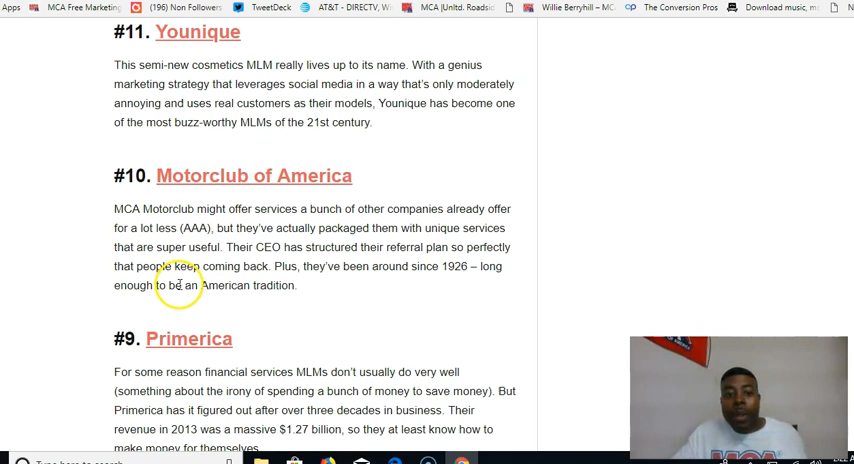 Apps MCA Free Marketing (196) Non Followers TweetDeck AT&T - DIRECTV, Wi MCA |Unltd. Roadsid Willie Berryhill – MC The Conversion Pros Download music, m
#11. Younique
This semi-new cosmetics MLM really lives up to its name. With a genius
marketing strategy that leverages social media in a way that's only moderately
annoying and uses real customers as their models, Younique has become one
of the most buzz-worthy MLMs of the 21st century.
#10. Motorclub of America
MCA Motorclub might offer services a bunch of other companies already offer
for a lot less (AAA), but they've actually packaged them with unique services
that are super useful. Their CEO has structured their referral plan so perfectly
that people keep coming back. Plus, they've been around since 1926 – long
enough to be an American tradition.
#9. Primerica
For some reason financial services MLMs don't usually do very well
(something about the irony of spending a bunch of money to save money). But
Primerica has it figured out after over three decades in business. Their
revenue in 2013 was a massive $1.27 billion, so they at least know how to
make money for themselves.
Type here to search